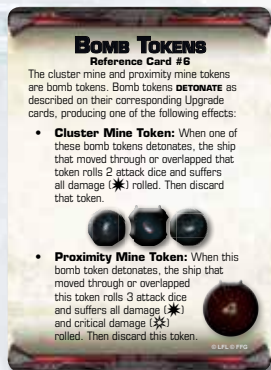 BOMB TOKENS
Reference Card #6
The cluster mine and proximity mine tokens
are bomb tokens. Bomb tokens DETONATE as
described on their corresponding Upgrade
cards, producing one of the following effects:
• Cluster Mine Token: When one of
these bomb tokens detonates, the ship
that moved through or overlapped that
token rolls 2 attack dice and suffers
all damage () rolled. Then discard
that token.
• Proximity Mine Token: When this
bomb token detonates, the ship that
moved through or overlapped
this token rolls 3 attack dice
and suffers all damage ()
and critical damage ()
rolled. Then discard this token.
© LFL © FFG